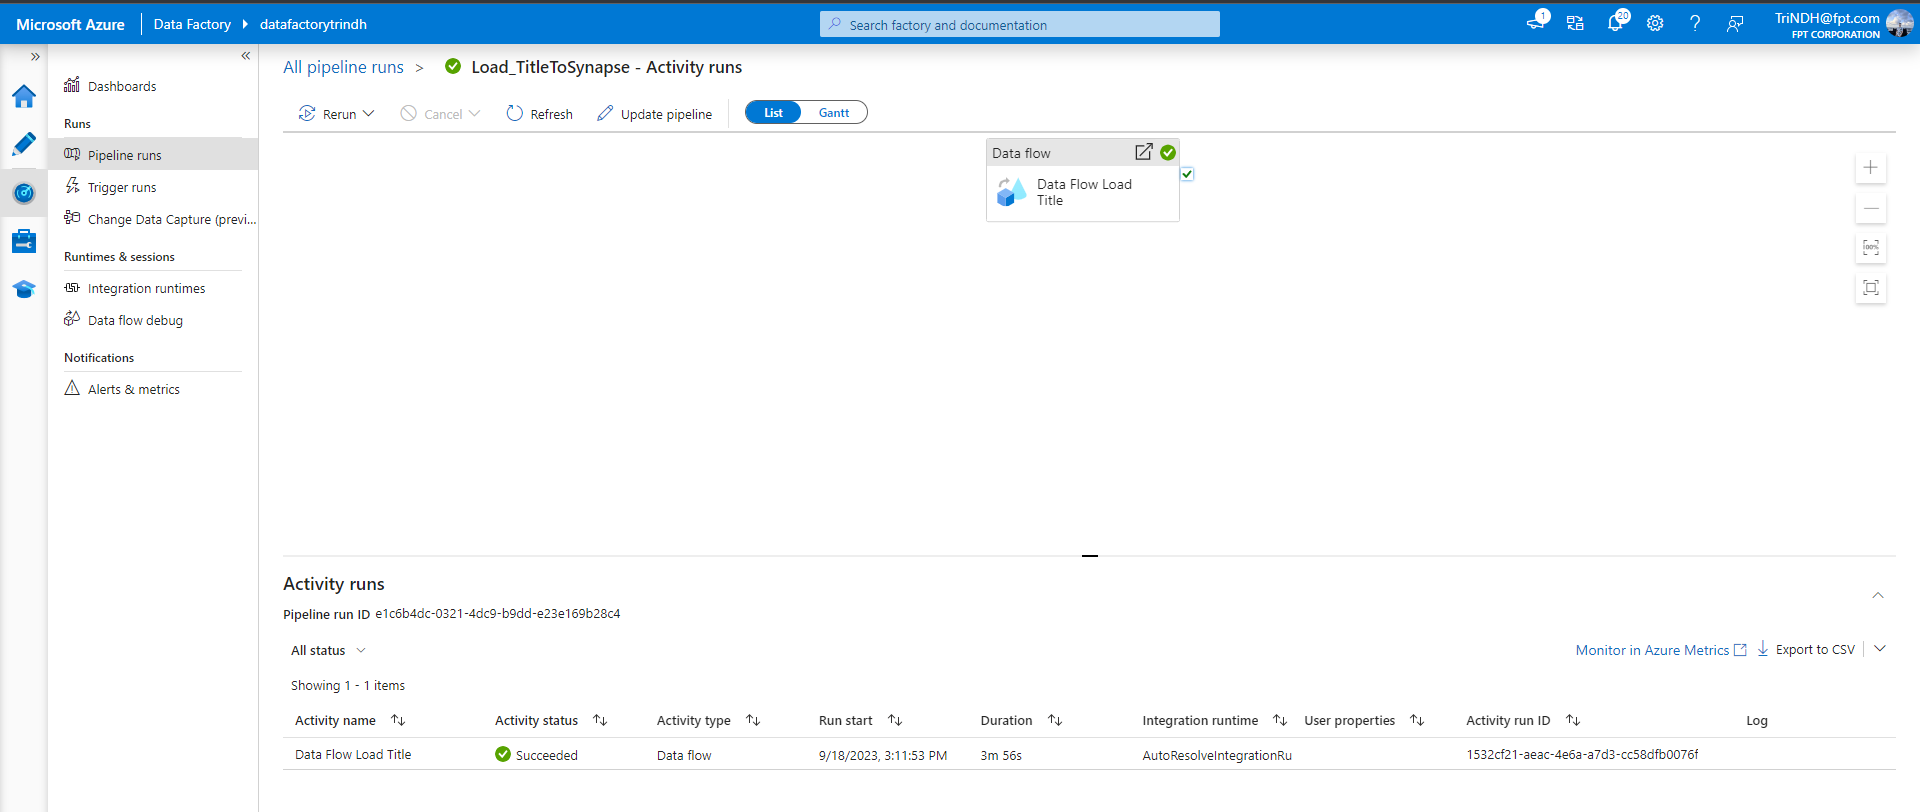 Microsoft Azure Data Factory datafactorytrindh Search factory and documentation 1 20 TriNDH@fpt.com
FPT CORPORATION
All pipeline runs > Load_TitleToSynapse - Activity runs
Dashboards
Runs
Pipeline runs
Trigger runs
Change Data Capture (previ...
Runtimes & sessions
Integration runtimes
Data flow debug
Notifications
Alerts & metrics
Rerun Cancel Refresh Update pipeline List Gantt
Data flow
Data Flow Load
Title
100%
Activity runs
Pipeline run ID e1c6b4dc-0321-4dc9-b9dd-e23e169b28c4
All status Monitor in Azure Metrics Export to CSV
Showing 1 - 1 items
Activity name Activity status Activity type Run start Duration Integration runtime User properties Activity run ID Log
Data Flow Load Title Succeeded Data flow 9/18/2023, 3:11:53 PM 3m 56s AutoResolveIntegrationRu 1532cf21-aeac-4e6a-a7d3-cc58dfb0076f